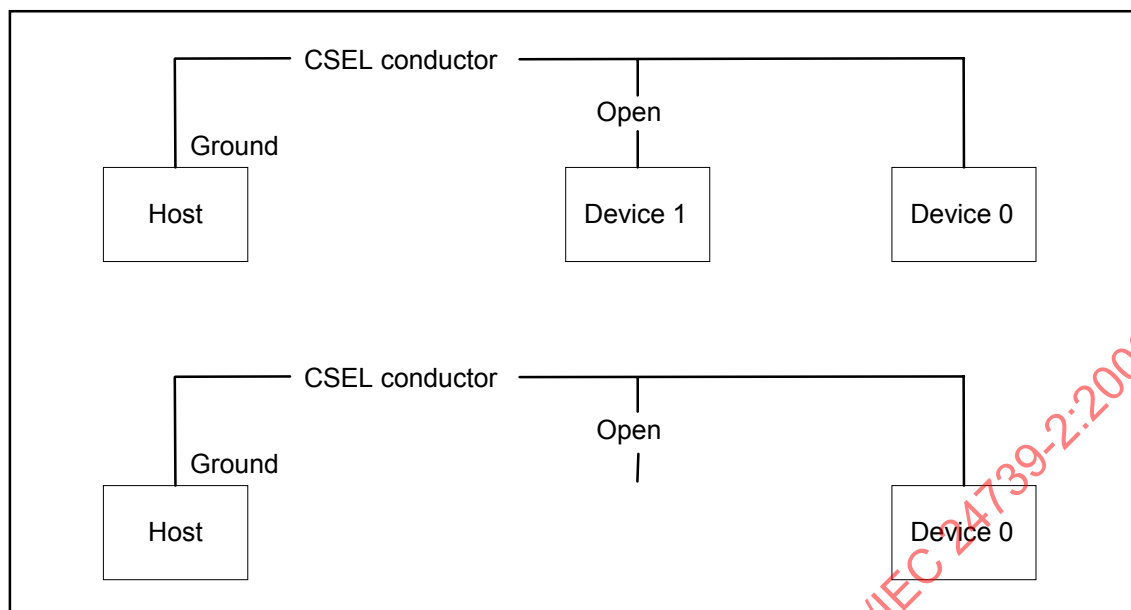 CSEL conductor
Open
Ground
Host
Device 1
Device 0
CSEL conductor
Open
Ground
Host
Device 0
/IEC 24739-2:200